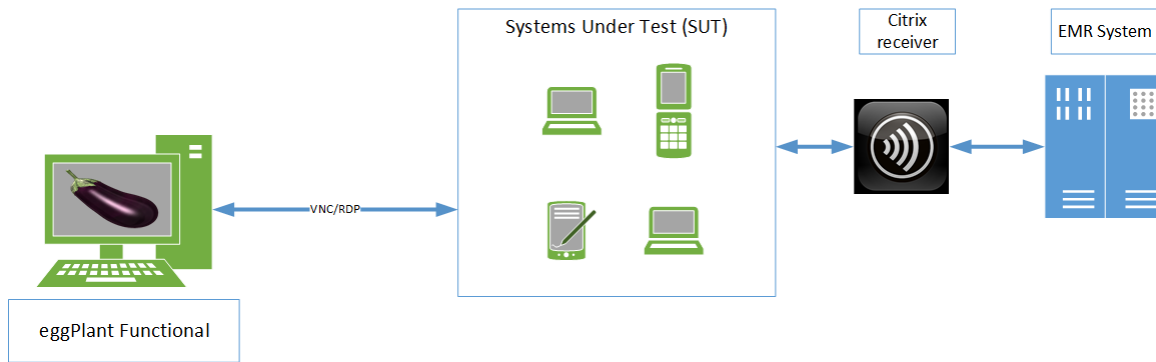 Systems Under Test (SUT)
Citrix
receiver
EMR System
VNC/RDP
eggPlant Functional